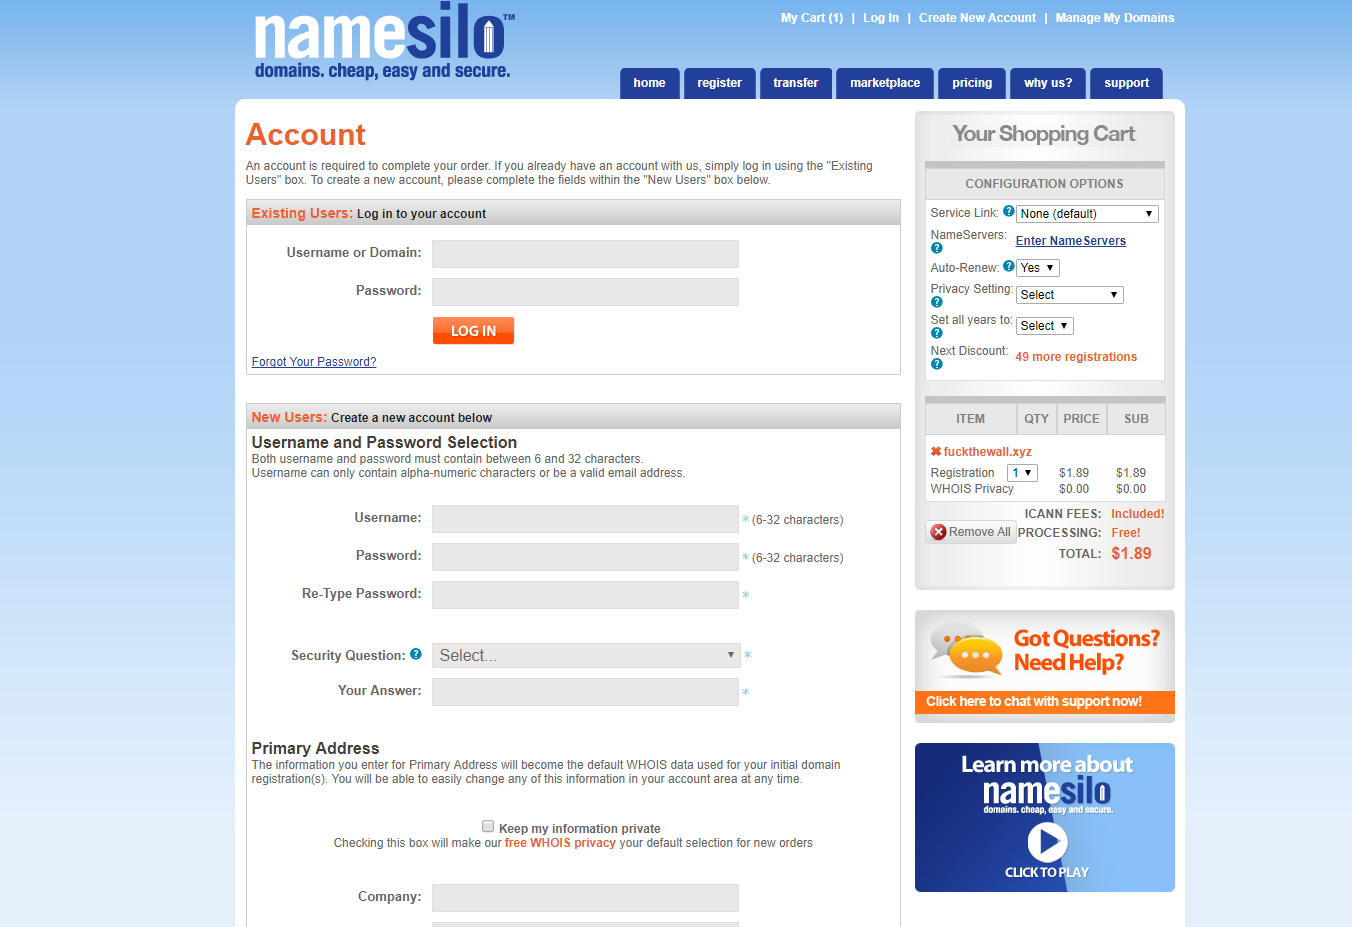 namesilo™
domains. cheap, easy and secure.
My Cart (1) | Log In | Create New Account | Manage My Domains
home register transfer marketplace pricing why us? support
Account
An account is required to complete your order. If you already have an account with us, simply log in using the "Existing
Users" box. To create a new account, please complete the fields within the "New Users" box below.
Existing Users: Log in to your account
Username or Domain:
Password:
LOG IN
Forgot Your Password?
New Users: Create a new account below
Username and Password Selection
Both username and password must contain between 6 and 32 characters.
Username can only contain alpha-numeric characters or be a valid email address.
Username: * (6-32 characters)
Password: * (6-32 characters)
Re-Type Password: *
Security Question: ? Select... *
Your Answer: *
Primary Address
The information you enter for Primary Address will become the default WHOIS data used for your initial domain
registration(s). You will be able to easily change any of this information in your account area at any time.
Keep my information private
Checking this box will make our free WHOIS privacy your default selection for new orders
Company:
Your Shopping Cart
CONFIGURATION OPTIONS
Service Link: ? None (default)
NameServers: ? Enter NameServers
Auto-Renew: ? Yes
Privacy Setting: ? Select
Set all years to: ? Select
Next Discount: ? 49 more registrations
ITEM QTY PRICE SUB
fuckthewall.xyz
Registration 1 $1.89 $1.89
WHOIS Privacy $0.00 $0.00
ICANN FEES: Included!
Remove All PROCESSING: Free!
TOTAL: $1.89
Got Questions?
Need Help?
Click here to chat with support now!
Learn more about
namesilo
domains. cheap, easy and secure.
CLICK TO PLAY